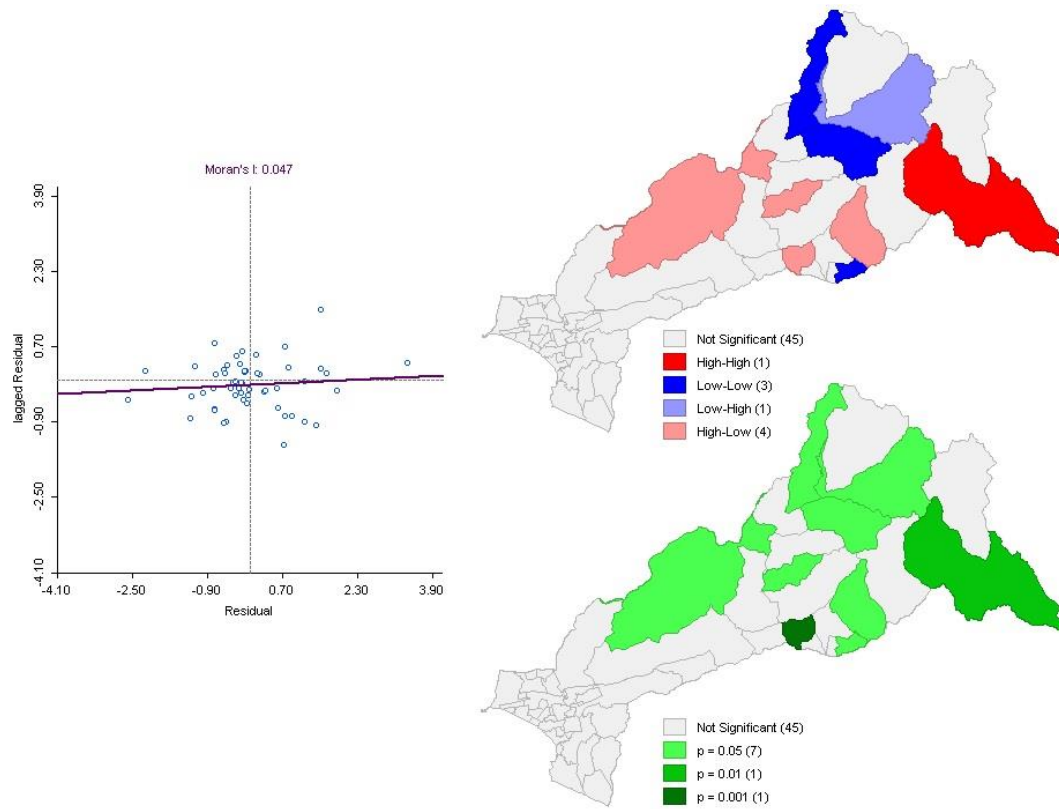 Moran's I: 0.047
lagged Residual
3.90
2.30
0.70
-0.90
-2.50
-4.10
-4.10 -2.50 -0.90 0.70 2.30 3.90
Residual
Not Significant (45)
High-High (1)
Low-Low (3)
Low-High (1)
High-Low (4)
Not Significant (45)
p = 0.05 (7)
p = 0.01 (1)
p = 0.001 (1)